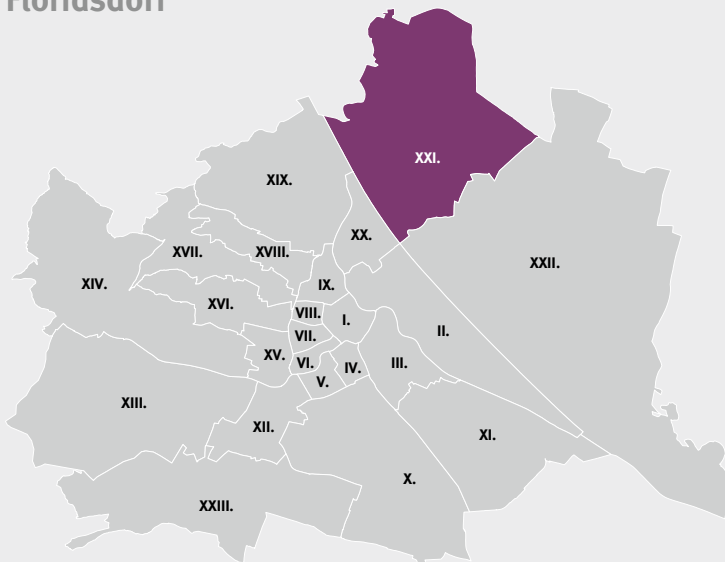 Floridsdorf
XXI.
XIX.
XX.
XVII.
XVIII.
XXII.
XIV.
IX.
XVI.
VIII.
I.
II.
VII.
XV.
VI.
IV.
III.
V.
XIII.
XII.
XI.
X.
XXIII.